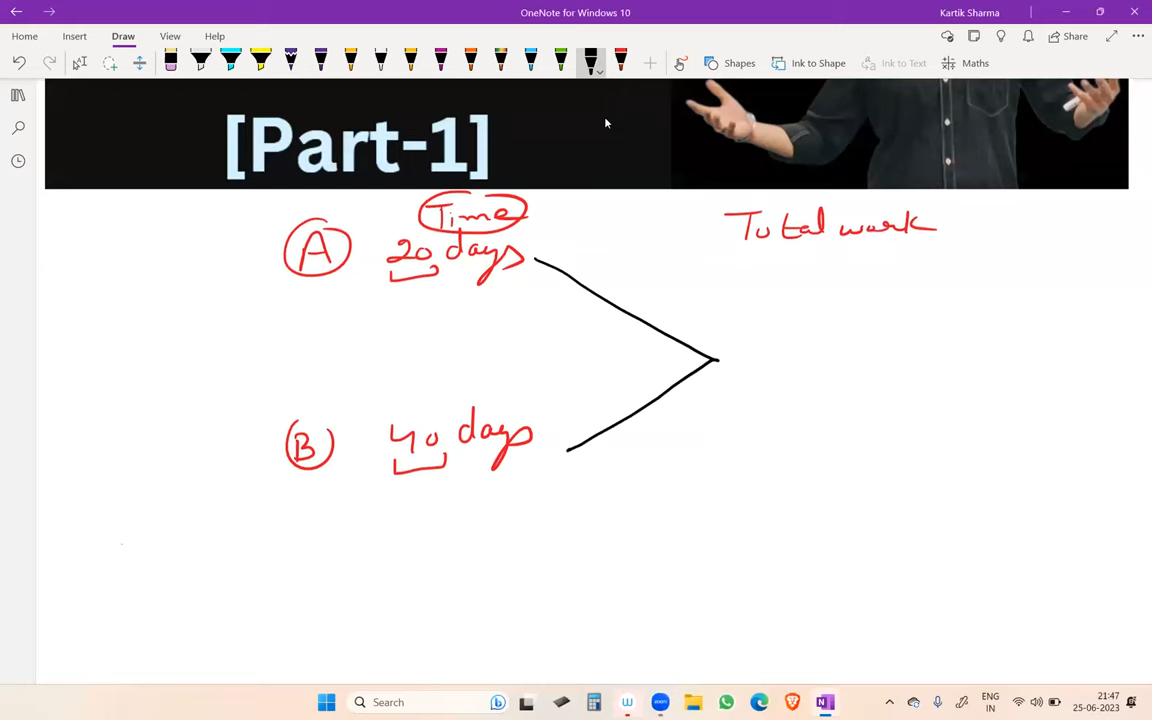 OneNote for Windows 10
Kartik Sharma
Home Insert Draw View Help
Share
Shapes Ink to Shape Ink to Text Maths
[Part-1]
Time
Total work
A 20 days
B 40 days
Search
zoom
ENG
IN
21:47
25-06-2023